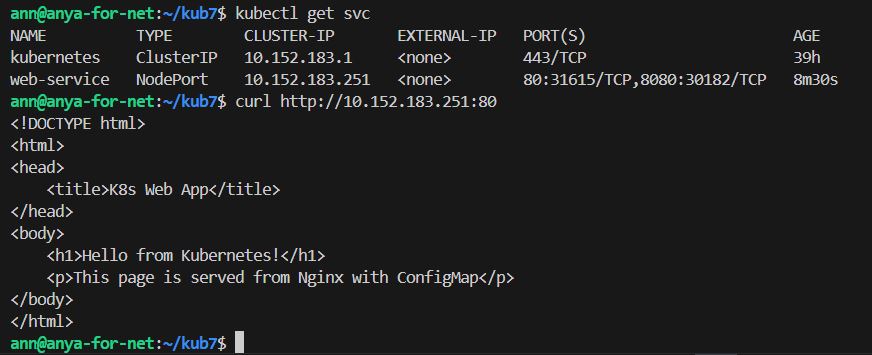 ann@anya-for-net:~/kub7$ kubectl get svc
NAME          TYPE        CLUSTER-IP       EXTERNAL-IP   PORT(S)                       AGE
kubernetes    ClusterIP   10.152.183.1     <none>        443/TCP                       39h
web-service   NodePort    10.152.183.251   <none>        80:31615/TCP,8080:30182/TCP   8m30s
ann@anya-for-net:~/kub7$ curl http://10.152.183.251:80
<!DOCTYPE html>
<html>
<head>
    <title>K8s Web App</title>
</head>
<body>
    <h1>Hello from Kubernetes!</h1>
    <p>This page is served from Nginx with ConfigMap</p>
</body>
</html>
ann@anya-for-net:~/kub7$